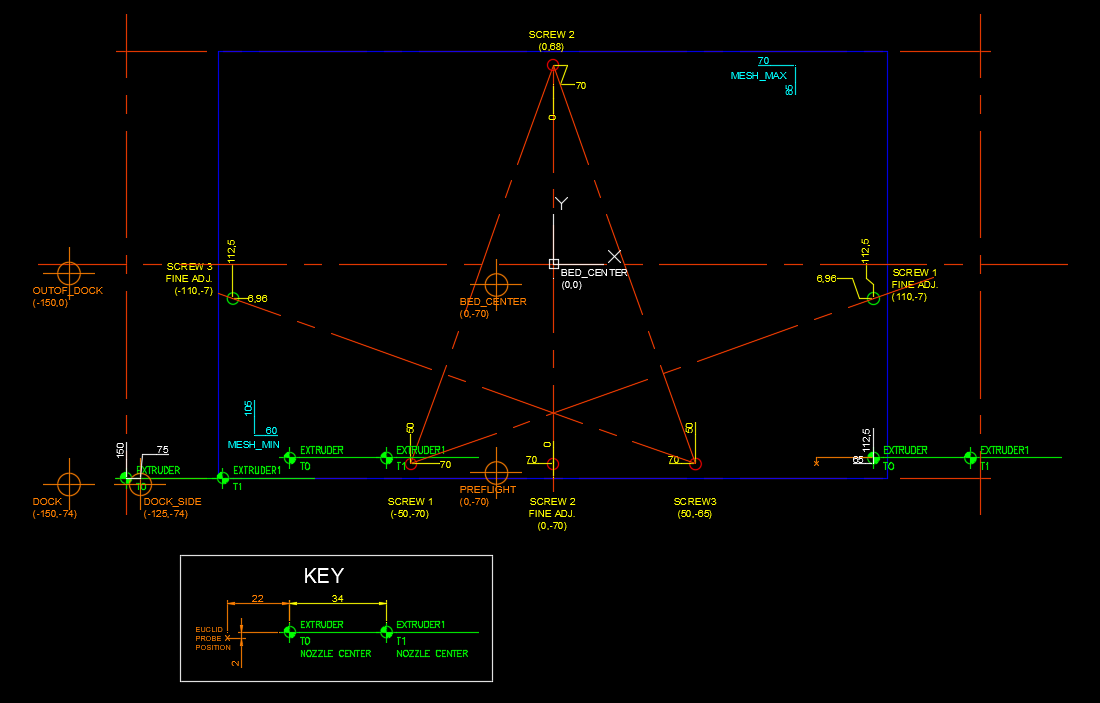 SCREW 2
(0,68)
70
0
70
MESH_MAX
85
Y
X
BED_CENTER
(0,0)
112,5
SCREW 3
FINE ADJ.
(-110,-7)
6,96
OUTOF_DOCK
(-150,0)
BED_CENTER
(0,-70)
112,5
6,96
SCREW 1
FINE ADJ.
(110,-7)
105
60
MESH_MIN
150
75
EXTRUDER
T0
EXTRUDER1
T1
EXTRUDER
T0
EXTRUDER1
T1
50
70
0
70
50
70
112,5
65
EXTRUDER
T0
EXTRUDER1
T1
x
DOCK
(-150,-74)
DOCK_SIDE
(-125,-74)
PREFLIGHT
(0,-70)
SCREW 1
(-50,-70)
SCREW 2
FINE ADJ.
(0,-70)
SCREW3
(50,-65)
KEY
22
34
EUCLID
PROBE X
POSITION
2
EXTRUDER
T0
NOZZLE CENTER
EXTRUDER1
T1
NOZZLE CENTER